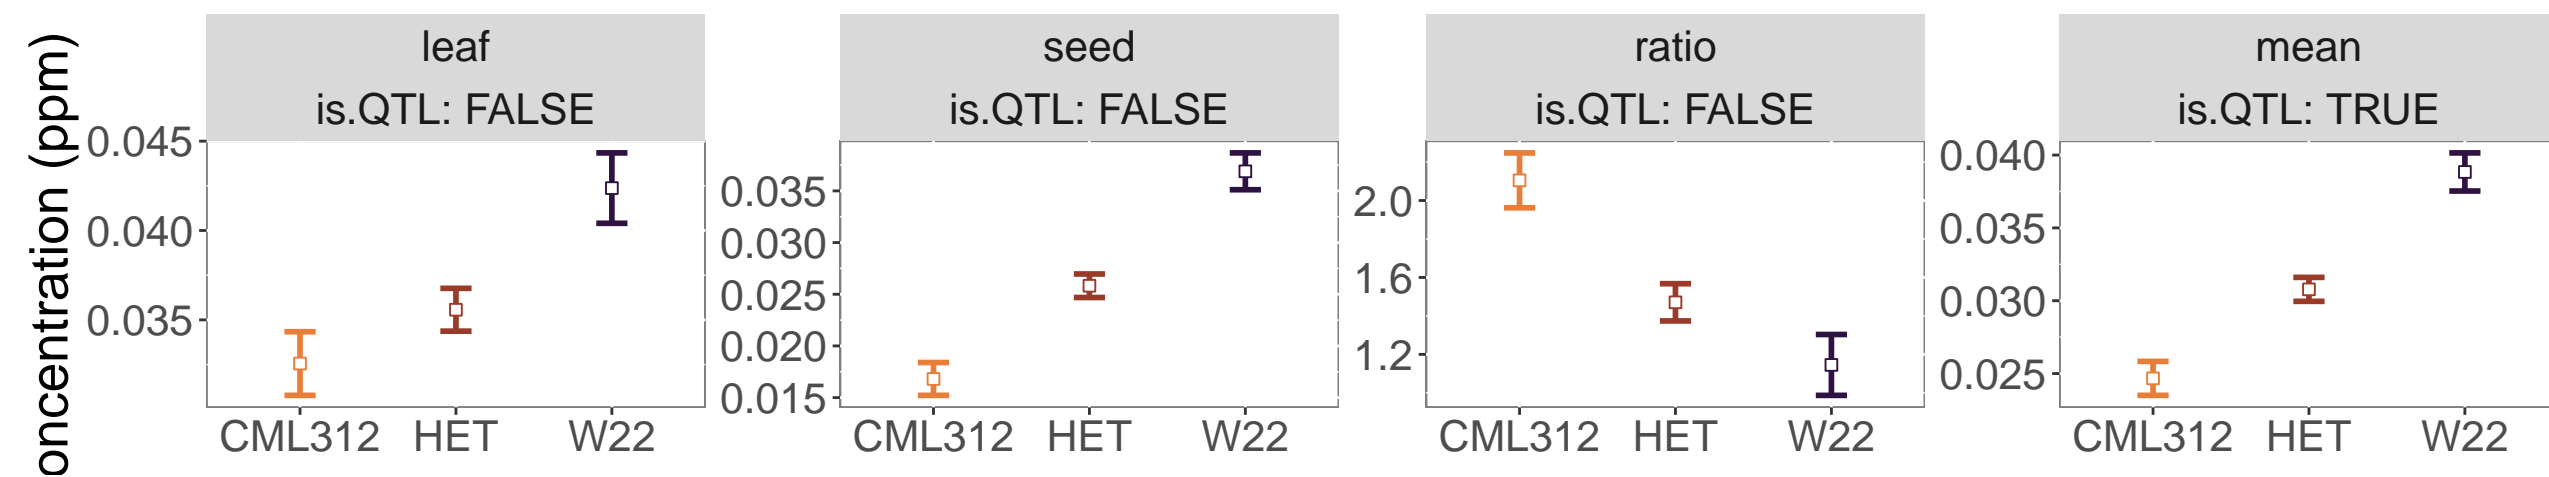 oncentration (ppm)
leaf
is.QTL: FALSE
0.045
0.040
0.035
CML312 HET W22
seed
is.QTL: FALSE
0.035
0.030
0.025
0.020
0.015
CML312 HET W22
ratio
is.QTL: FALSE
2.0
1.6
1.2
CML312 HET W22
mean
is.QTL: TRUE
0.040
0.035
0.030
0.025
CML312 HET W22